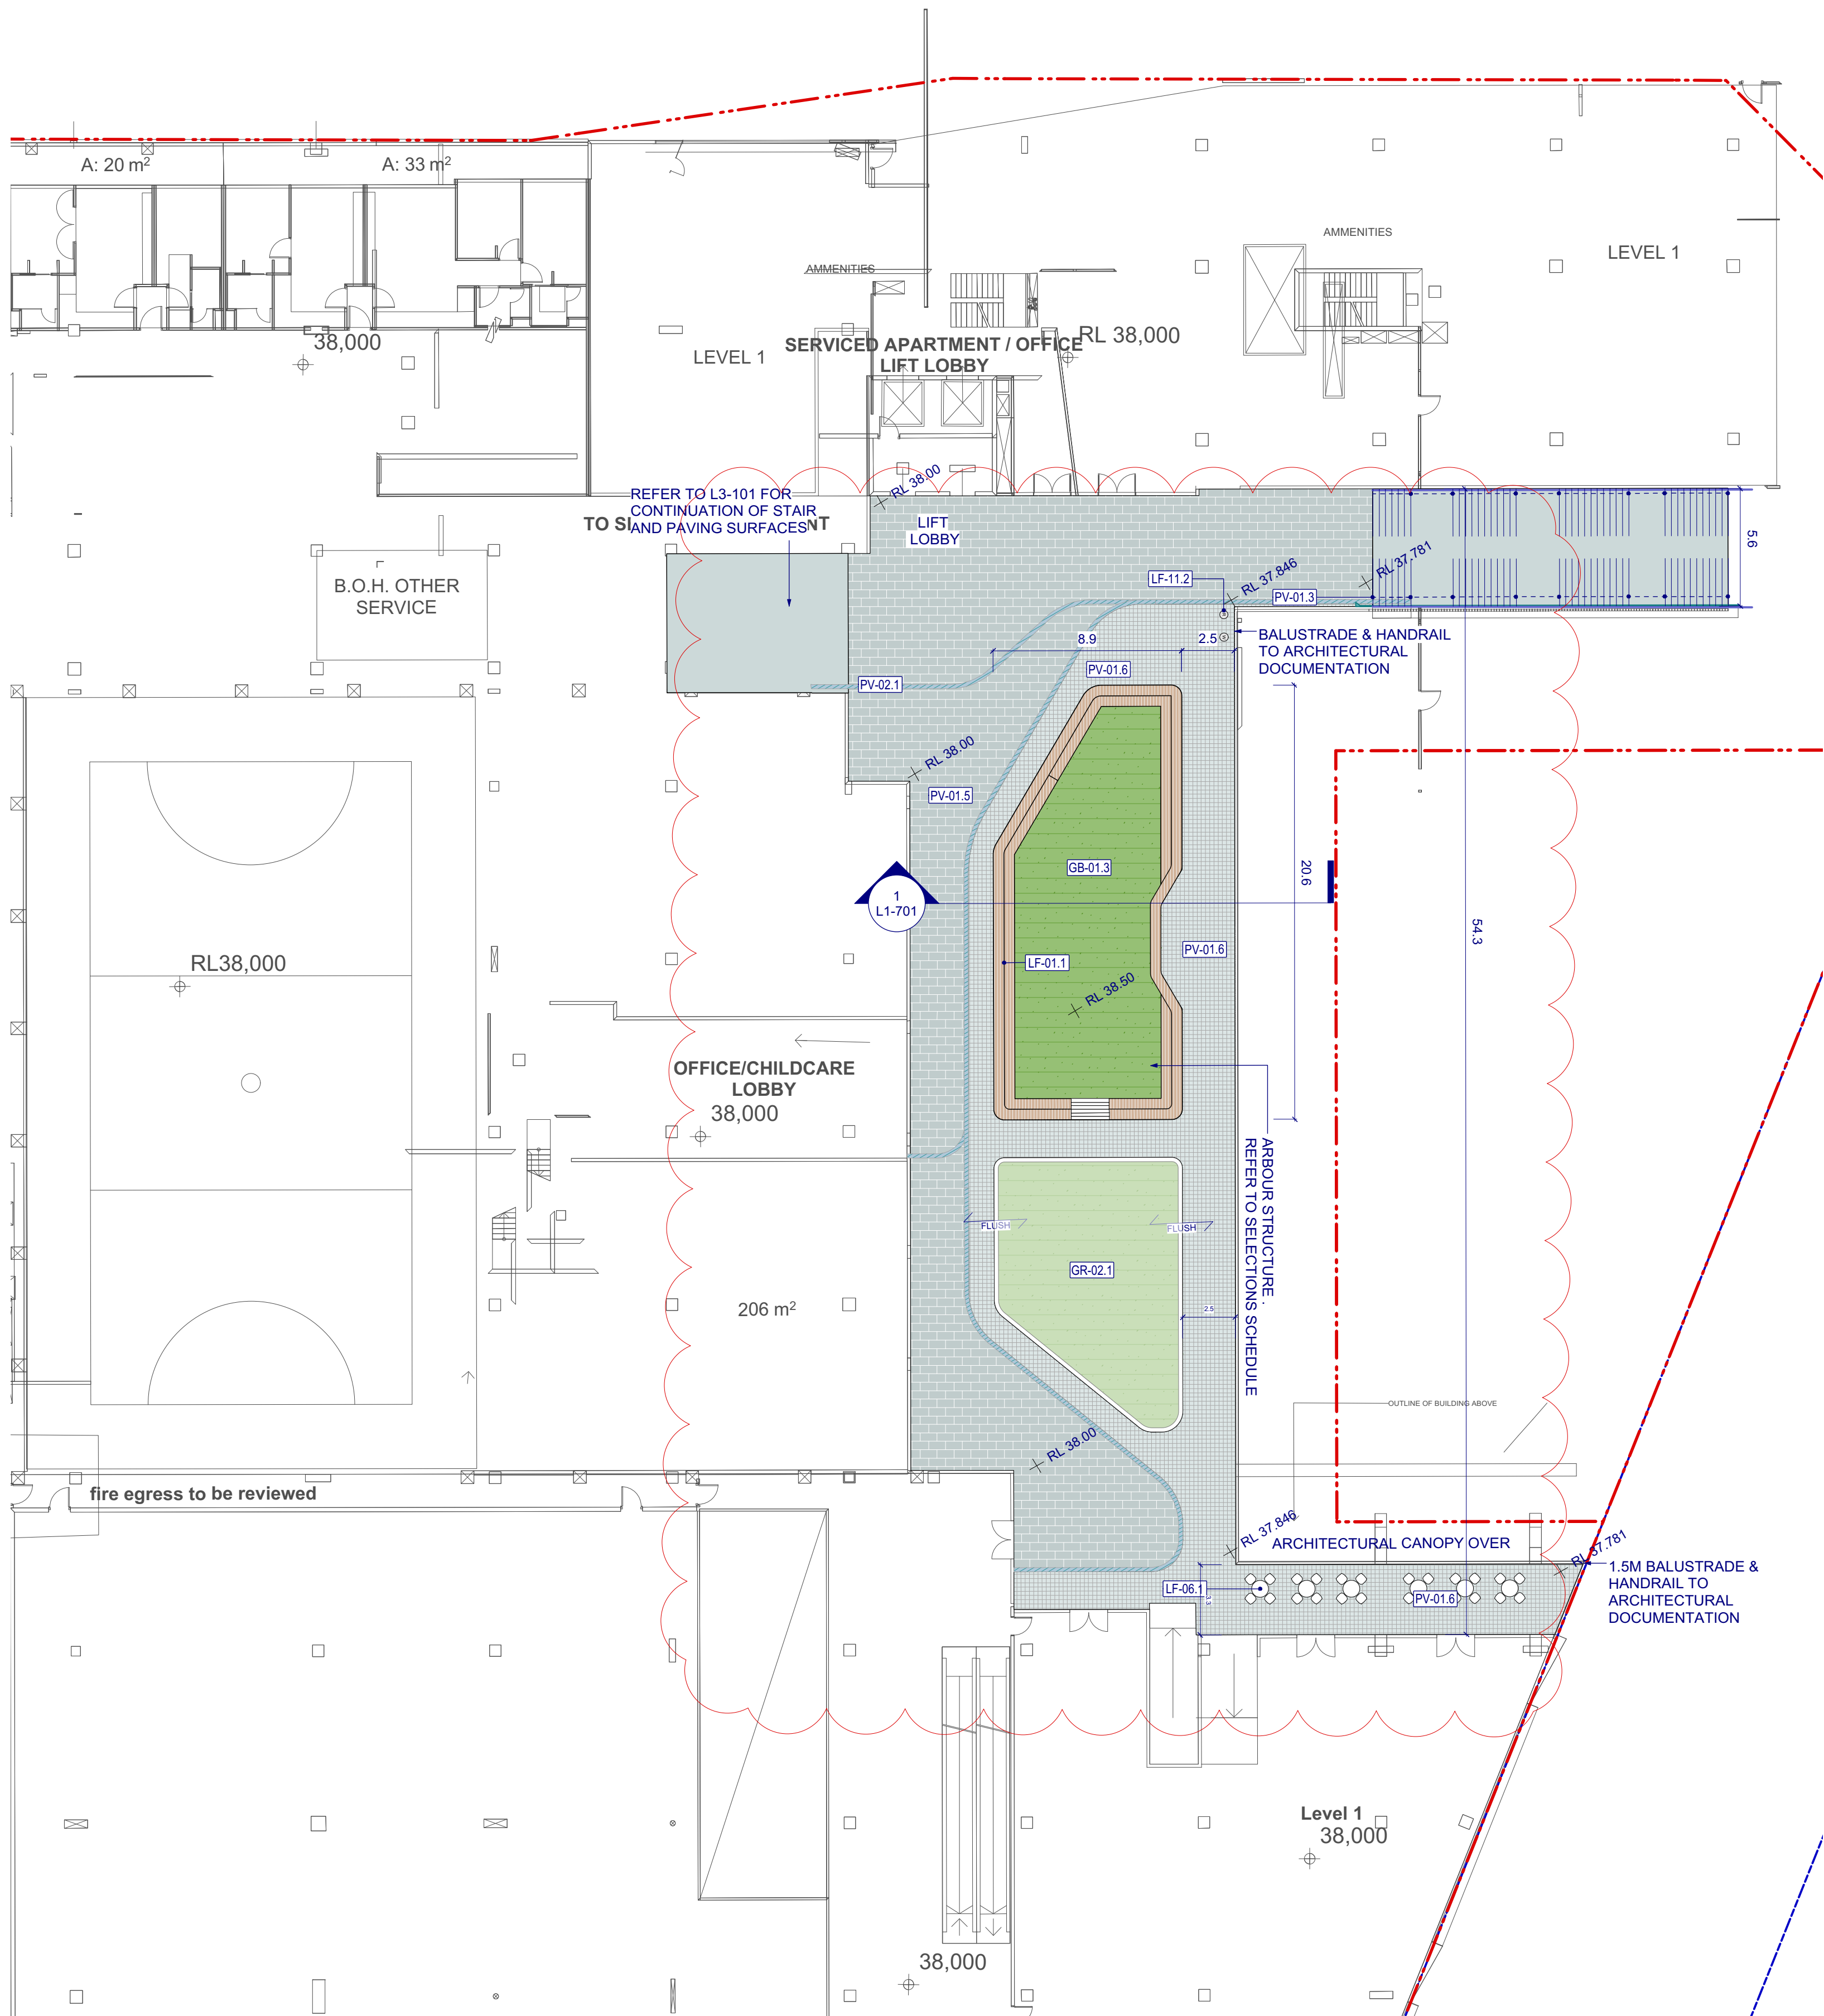 A: 20 m²
A: 33 m²
AMMENITIES
LEVEL 1
AMMENITIES
38,000
LEVEL 1
SERVICED APARTMENT / OFFICE
LIFT LOBBY
RL 38,000
RL 38.00
REFER TO L3-101 FOR
CONTINUATION OF STAIR
AND PAVING SURFACES
LIFT
LOBBY
5.6
B.O.H. OTHER
SERVICE
LF-11.2
RL 37.846
RL 37.781
PV-01.3
8.9
2.5
BALUSTRADE & HANDRAIL
TO ARCHITECTURAL
DOCUMENTATION
PV-01.6
PV-02.1
RL 38.00
PV-01.5
GB-01.3
20.6
1
L1-701
54.3
PV-01.6
RL38,000
LF-01.1
RL 38.50
OFFICE/CHILDCARE
LOBBY
38,000
ARBOUR STRUCTURE .
REFER TO SELECTIONS SCHEDULE
FLUSH
FLUSH
GR-02.1
206 m²
2.5
OUTLINE OF BUILDING ABOVE
RL 38.00
fire egress to be reviewed
RL 37.846
ARCHITECTURAL CANOPY OVER
RL 37.781
1.5M BALUSTRADE &
HANDRAIL TO
ARCHITECTURAL
DOCUMENTATION
LF-06.1
3.3
PV-01.6
Level 1
38,000
38,000